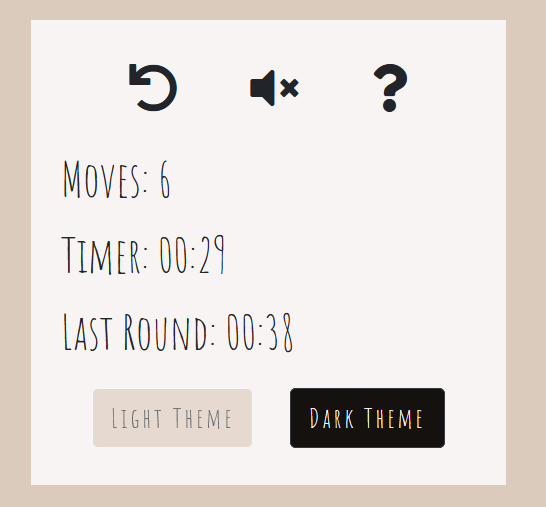 Moves: 6
Timer: 00:29
Last Round: 00:38
Light Theme
Dark Theme